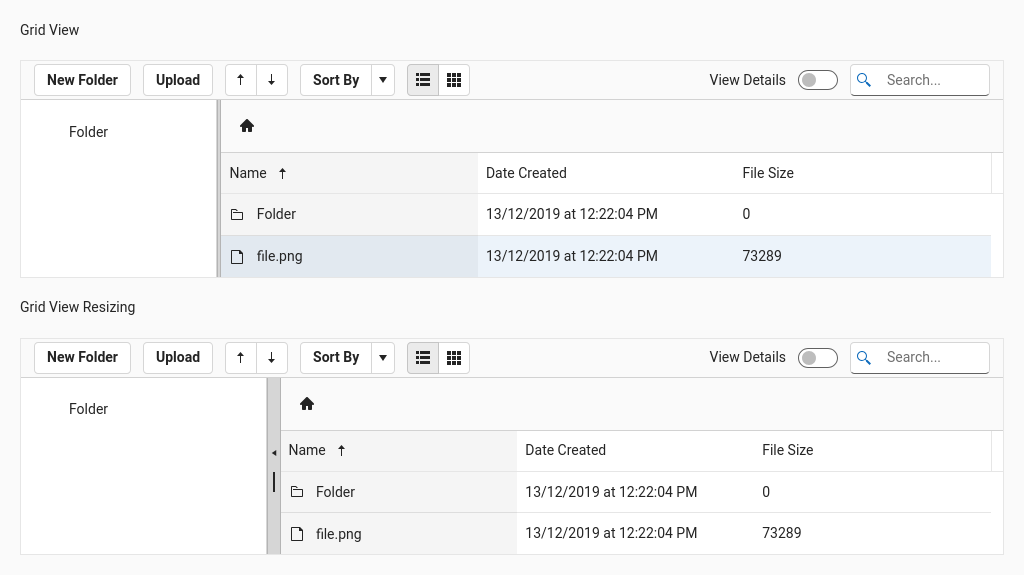 Grid View
New Folder Upload Sort By View Details Search...
Folder
Name Date Created File Size
Folder 13/12/2019 at 12:22:04 PM 0
file.png 13/12/2019 at 12:22:04 PM 73289
Grid View Resizing
New Folder Upload Sort By View Details Search...
Folder
Name Date Created File Size
Folder 13/12/2019 at 12:22:04 PM 0
file.png 13/12/2019 at 12:22:04 PM 73289